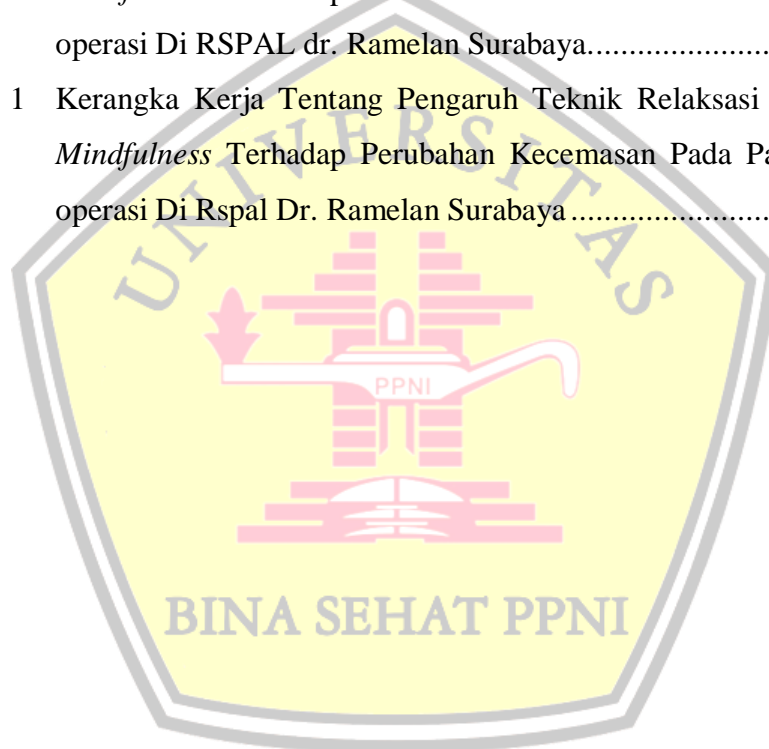 operasi Di RSPAL dr. Ramelan Surabaya.......................
1 Kerangka Kerja Tentang Pengaruh Teknik Relaksasi
Mindfulness Terhadap Perubahan Kecemasan Pada Pa
operasi Di Rspal Dr. Ramelan Surabaya.........................
UNIVERSITAS
PPNI
BINA SEHAT PPNI